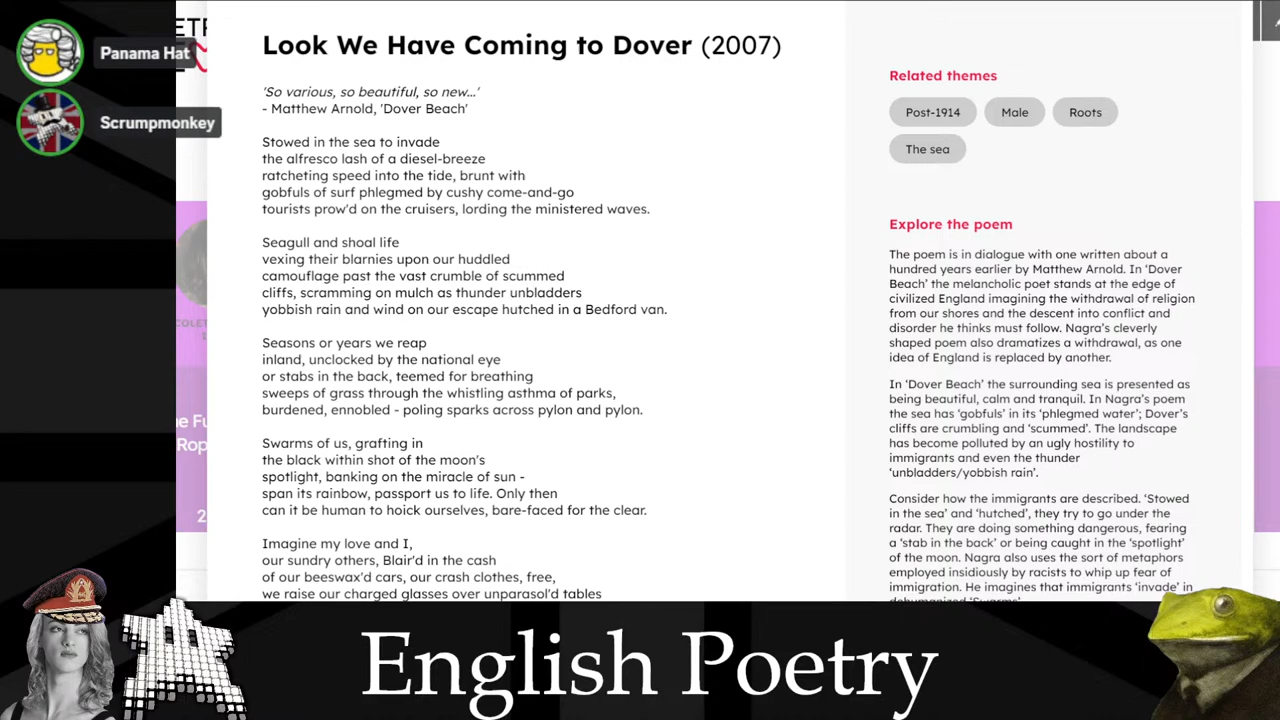 Panama Hat
Scrumpmonkey
Look We Have Coming to Dover (2007)
'So various, so beautiful, so new...'
- Matthew Arnold, 'Dover Beach'
Stowed in the sea to invade
the alfresco lash of a diesel-breeze
ratcheting speed into the tide, brunt with
gobfuls of surf phlegmed by cushy come-and-go
tourists prow'd on the cruisers, lording the ministered waves.
Seagull and shoal life
vexing their blarnies upon our huddled
camouflage past the vast crumble of scummed
cliffs, scramming on mulch as thunder unbladders
yobbish rain and wind on our escape hutched in a Bedford van.
Seasons or years we reap
inland, unclocked by the national eye
or stabs in the back, teemed for breathing
sweeps of grass through the whistling asthma of parks,
burdened, ennobled - poling sparks across pylon and pylon.
Swarms of us, grafting in
the black within shot of the moon's
spotlight, banking on the miracle of sun -
span its rainbow, passport us to life. Only then
can it be human to hoick ourselves, bare-faced for the clear.
Imagine my love and I,
our sundry others, Blair'd in the cash
of our beeswax'd cars, our crash clothes, free,
we raise our charged glasses over unparasol'd tables
Related themes
Post-1914
Male
Roots
The sea
Explore the poem
The poem is in dialogue with one written about a
hundred years earlier by Matthew Arnold. In 'Dover
Beach' the melancholic poet stands at the edge of
civilized England imagining the withdrawal of religion
from our shores and the descent into conflict and
disorder he thinks must follow. Nagra's cleverly
shaped poem also dramatizes a withdrawal, as one
idea of England is replaced by another.
In 'Dover Beach' the surrounding sea is presented as
being beautiful, calm and tranquil. In Nagra's poem
the sea has 'gobfuls' in its 'phlegmed water'; Dover's
cliffs are crumbling and 'scummed'. The landscape
has become polluted by an ugly hostility to
immigrants and even the thunder
'unbladders/yobbish rain'.
Consider how the immigrants are described. 'Stowed
in the sea' and 'hutched', they try to go under the
radar. They are doing something dangerous, fearing
a 'stab in the back' or being caught in the 'spotlight'
of the moon. Nagra also uses the sort of metaphors
employed insidiously by racists to whip up fear of
immigration. He imagines that immigrants 'invade' in
dehumanized 'Swarms'.
English Poetry